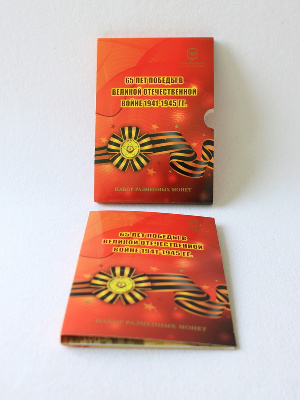 65 ЛЕТ ПОБЕДЫ В
ВЕЛИКОЙ ОТЕЧЕСТВЕННОЙ
ВОЙНЕ 1941-1945 ГГ.
НАБОР РАЗМЕННЫХ МОНЕТ
65 ЛЕТ ПОБЕДЫ В
ВЕЛИКОЙ ОТЕЧЕСТВЕННОЙ
ВОЙНЕ 1941-1945 ГГ.
НАБОР РАЗМЕННЫХ МОНЕТ